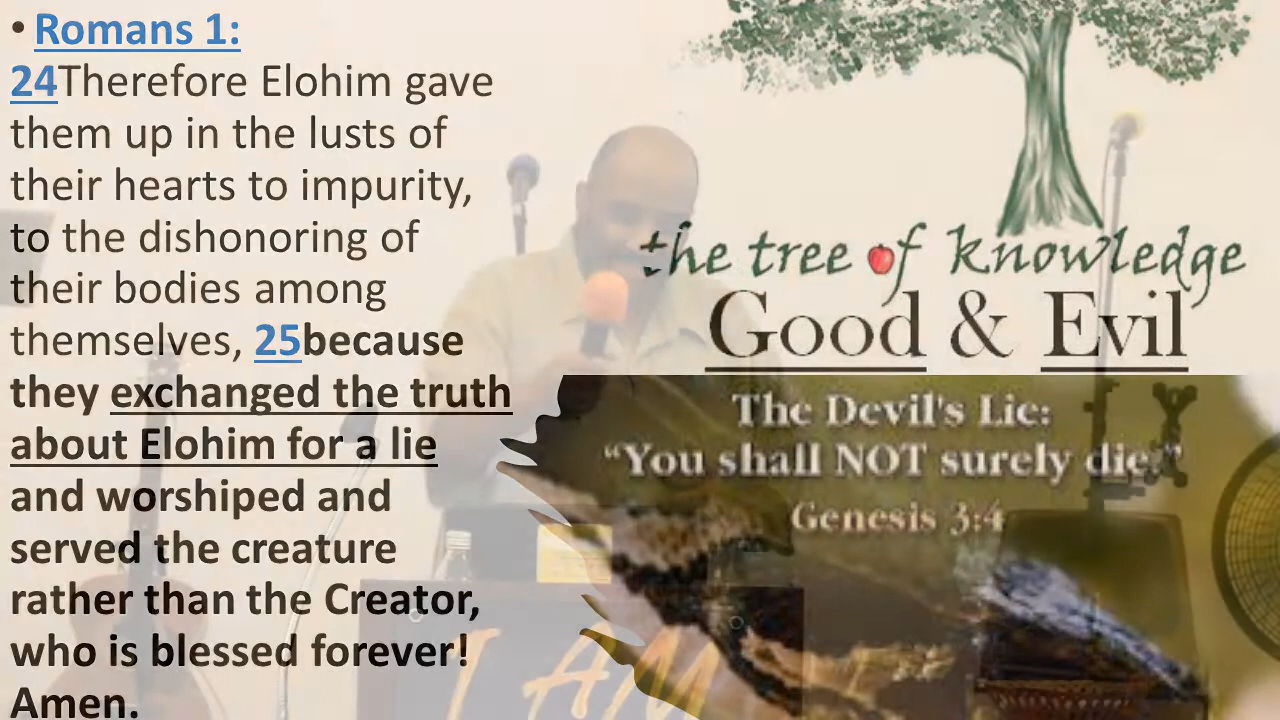 • Romans 1:
24Therefore Elohim gave
them up in the lusts of
their hearts to impurity,
to the dishonoring of
their bodies among
themselves, 25because
they exchanged the truth
about Elohim for a lie
and worshiped and
served the creature
rather than the Creator,
who is blessed forever!
Amen.
the tree of knowledge
Good & Evil
The Devil's Lie:
“You shall NOT surely die.”
Genesis 3:4
I AM